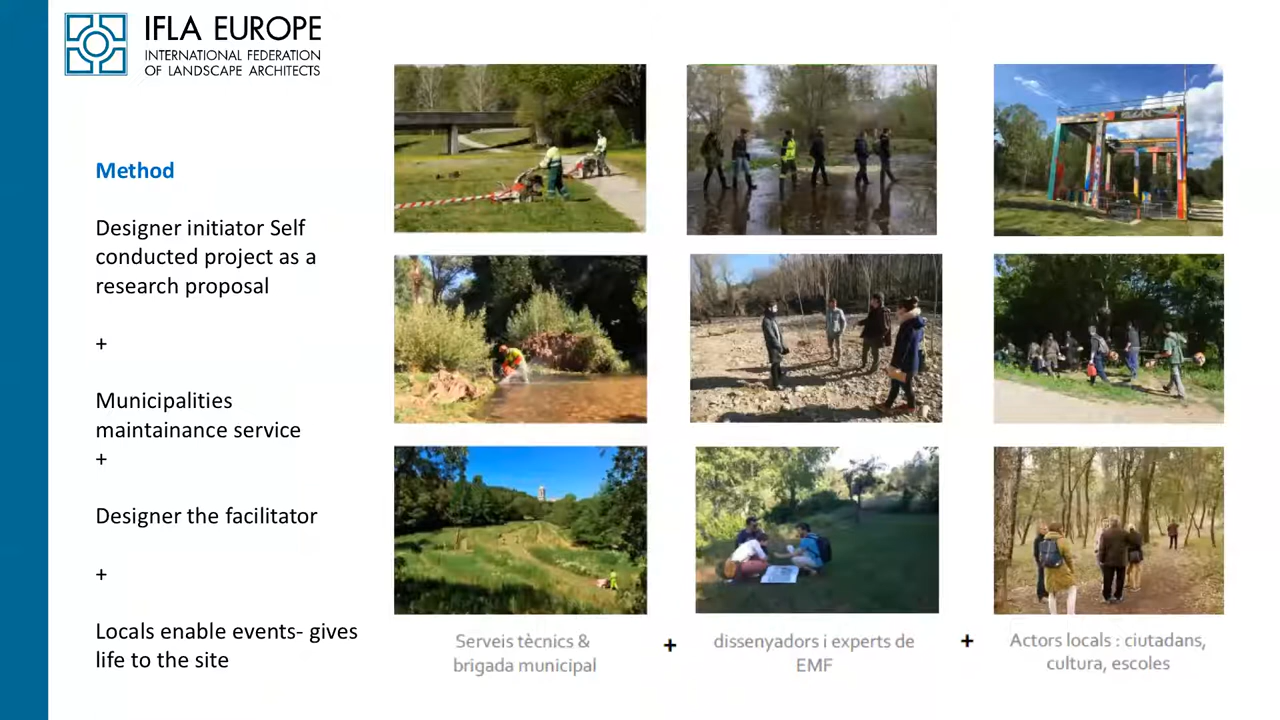 IFLA EUROPE
INTERNATIONAL FEDERATION
OF LANDSCAPE ARCHITECTS
Method
Designer initiator Self
conducted project as a
research proposal
+
Municipalities
maintainance service
+
Designer the facilitator
+
Locals enable events- gives
life to the site
Serveis tècnics &
brigada municipal
+
dissenyadors i experts de
EMF
+
Actors locals : ciutadans,
cultura, escoles